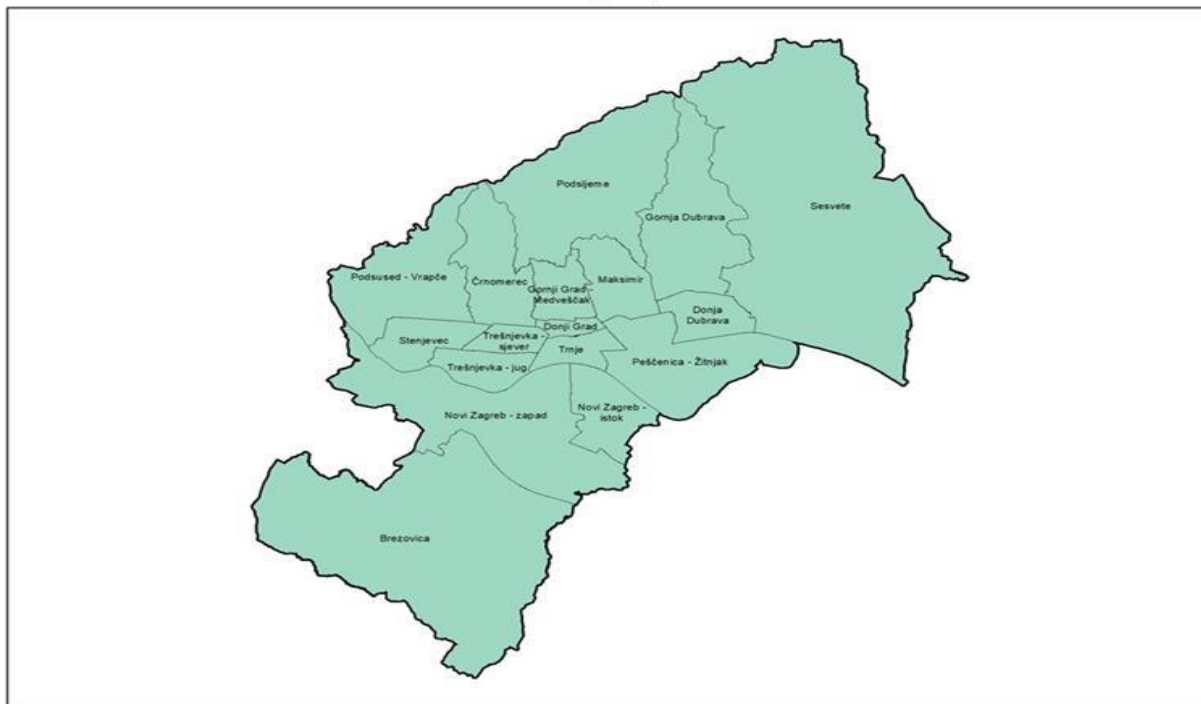 Podsljeme
Sesvete
Gornja Dubrava
Podsused - Vrapče
Črnomerec
Gornji Grad -
Medveščak
Maksimir
Donja
Dubrava
Donji Grad
Stenjevec
Trešnjevka -
sjever
Trnje
Peščenica - Žitnjak
Trešnjevka - jug
Novi Zagreb - zapad
Novi Zagreb -
istok
Brezovica